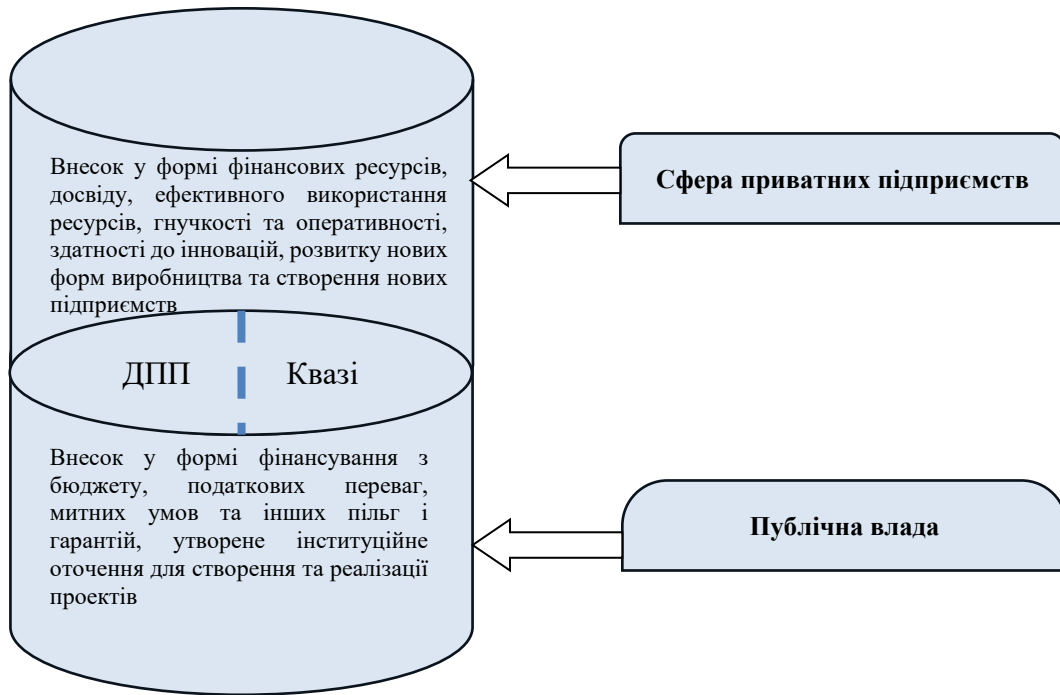 Внесок у формі фінансових ресурсів,
досвіду, ефективного використання
ресурсів, гнучкості та оперативності,
здатності до інновацій, розвитку нових
форм виробництва та створення нових
підприємств
Сфера приватних підприємств
ДПП
Квазі
Внесок у формі фінансування з
бюджету, податкових переваг,
митних умов та інших пільг і
гарантій, утворене інституційне
оточення для створення та реалізації
проектів
Публічна влада